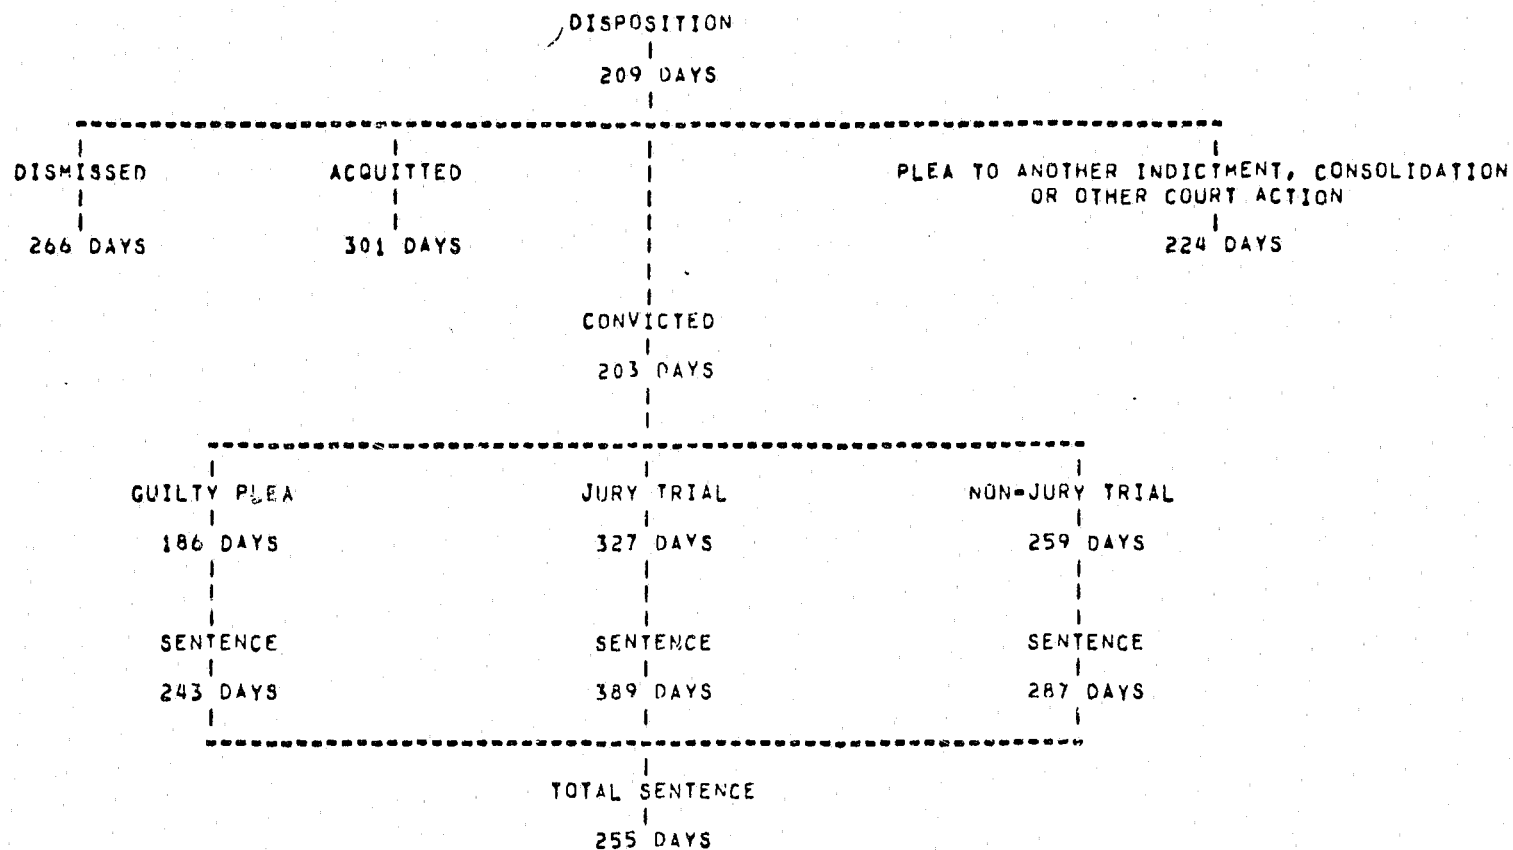 DISPOSITION
209 DAYS
DISMISSED ACQUITTED PLEA TO ANOTHER INDICTMENT, CONSOLIDATION
OR OTHER COURT ACTION
266 DAYS 301 DAYS 224 DAYS
CONVICTED
203 DAYS
GUILTY PLEA JURY TRIAL NON-JURY TRIAL
186 DAYS 327 DAYS 259 DAYS
SENTENCE SENTENCE SENTENCE
243 DAYS 389 DAYS 287 DAYS
TOTAL SENTENCE
255 DAYS